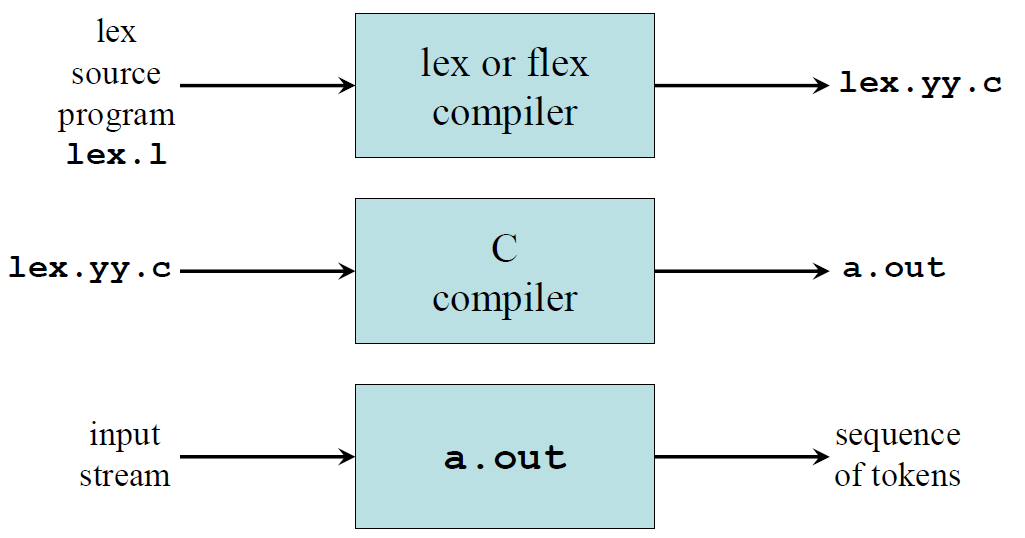 lex
source
program
lex.l
lex or flex
compiler
lex.yy.c
lex.yy.c
C
compiler
a.out
input
stream
a.out
sequence
of tokens